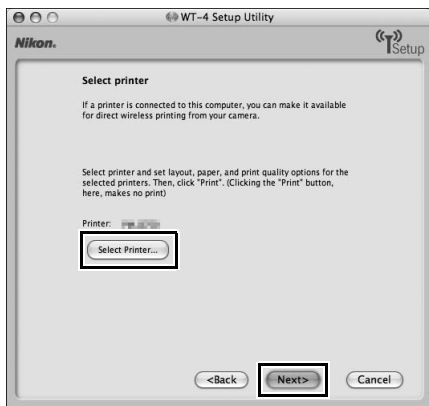 WT-4 Setup Utility
Nikon.
Setup
Select printer
If a printer is connected to this computer, you can make it available
for direct wireless printing from your camera.
Select printer and set layout, paper, and print quality options for the
selected printers. Then, click "Print". (Clicking the "Print" button,
here, makes no print)
Printer:
Select Printer...
<Back Next> Cancel